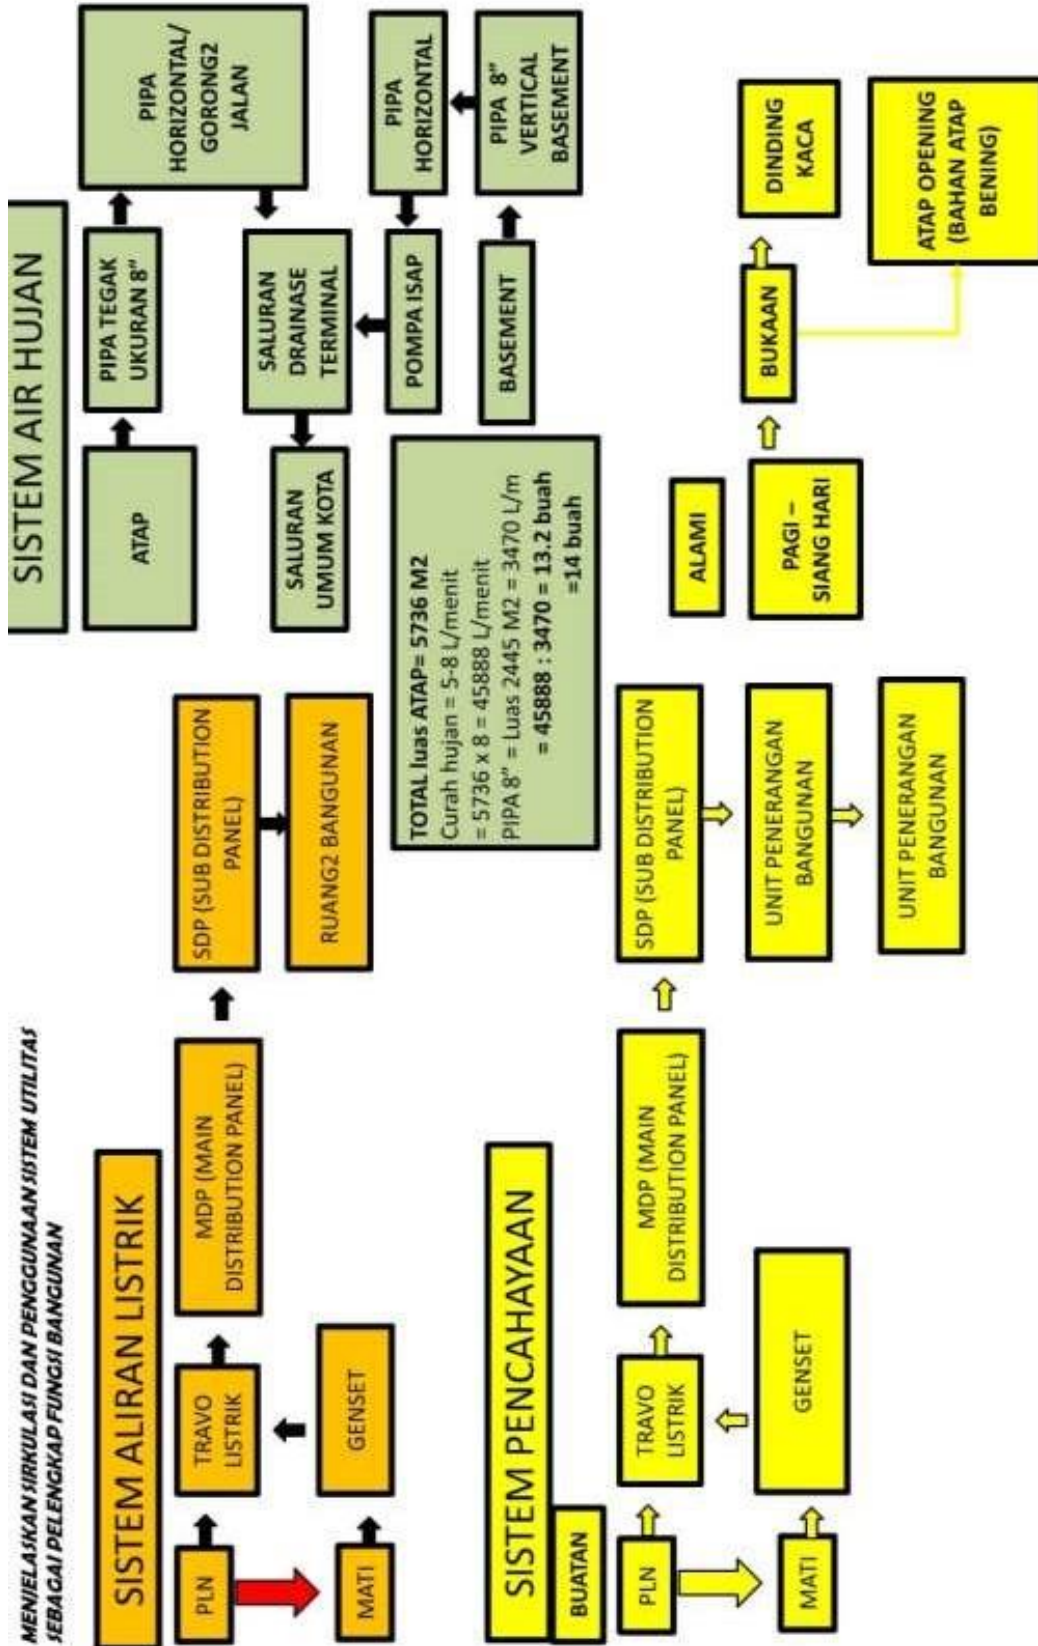 MENJELASKAN SIRKULASI DAN PENGGUNAAN SISTEM UTILITAS
SEBAGAI PELENGKAP FUNGSI BANGUNAN
SISTEM ALIRAN LISTRIK
PLN
TRAVO
LISTRIK
MDP (MAIN
DISTRIBUTION PANEL)
SDP (SUB DISTRIBUTION
PANEL)
RUANG2 BANGUNAN
MATI
GENSET
SISTEM AIR HUJAN
ATAP
PIPA TEGAK
UKURAN 8”
PIPA
HORIZONTAL/
GORONG2
JALAN
SALURAN
UMUM KOTA
SALURAN
DRAINASE
TERMINAL
POMPA ISAP
PIPA
HORIZONTAL
BASEMENT
PIPA 8”
VERTICAL
BASEMENT
TOTAL luas ATAP= 5736 M2
Curah hujan = 5-8 L/menit
= 5736 x 8 = 45888 L/menit
PIPA 8” = Luas 2445 M2 = 3470 L/m
= 45888 : 3470 = 13.2 buah
=14 buah
SISTEM PENCAHAYAAN
BUATAN
PLN
TRAVO
LISTRIK
MDP (MAIN
DISTRIBUTION PANEL)
SDP (SUB DISTRIBUTION
PANEL)
UNIT PENERANGAN
BANGUNAN
UNIT PENERANGAN
BANGUNAN
MATI
GENSET
ALAMI
PAGI –
SIANG HARI
BUKAAN
DINDING
KACA
ATAP OPENING
(BAHAN ATAP
BENING)